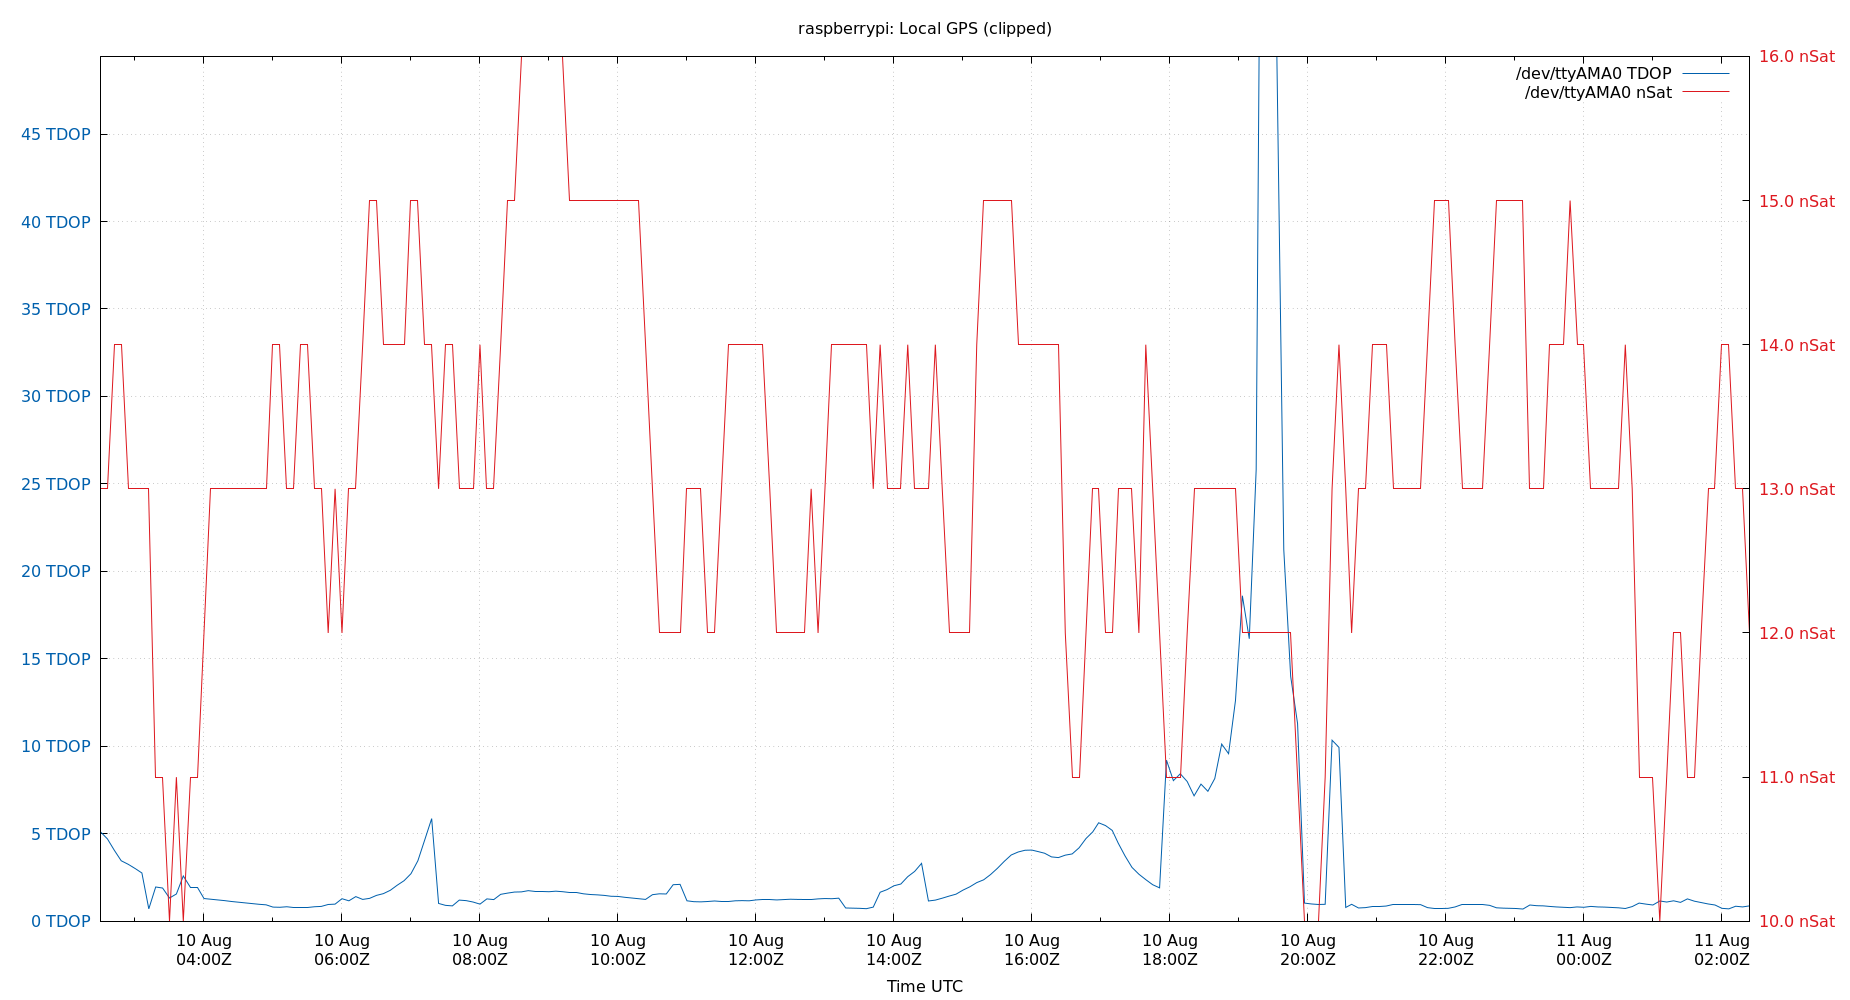 raspberrypi: Local GPS (clipped)
/dev/ttyAMA0 TDOP
/dev/ttyAMA0 nSat
45 TDOP
40 TDOP
35 TDOP
30 TDOP
25 TDOP
20 TDOP
15 TDOP
10 TDOP
5 TDOP
0 TDOP
16.0 nSat
15.0 nSat
14.0 nSat
13.0 nSat
12.0 nSat
11.0 nSat
10.0 nSat
10 Aug
04:00Z
10 Aug
06:00Z
10 Aug
08:00Z
10 Aug
10:00Z
10 Aug
12:00Z
10 Aug
14:00Z
10 Aug
16:00Z
10 Aug
18:00Z
10 Aug
20:00Z
10 Aug
22:00Z
11 Aug
00:00Z
11 Aug
02:00Z
Time UTC